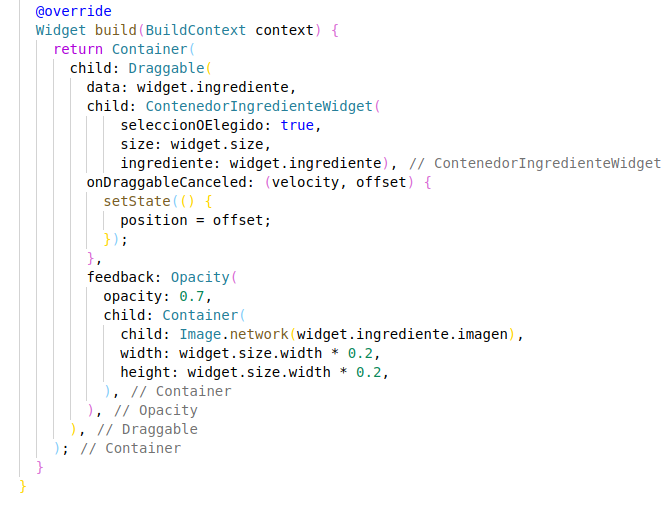 @override
Widget build(BuildContext context) {
return Container(
child: Draggable(
data: widget.ingrediente,
child: ContenedorIngredienteWidget(
seleccionOElegido: true,
size: widget.size,
ingrediente: widget.ingrediente), // ContenedorIngredienteWidget
onDraggableCanceled: (velocity, offset) {
setState(() {
position = offset;
});
},
feedback: Opacity(
opacity: 0.7,
child: Container(
child: Image.network(widget.ingrediente.imagen),
width: widget.size.width * 0.2,
height: widget.size.width * 0.2,
), // Container
), // Opacity
), // Draggable
); // Container
}
}